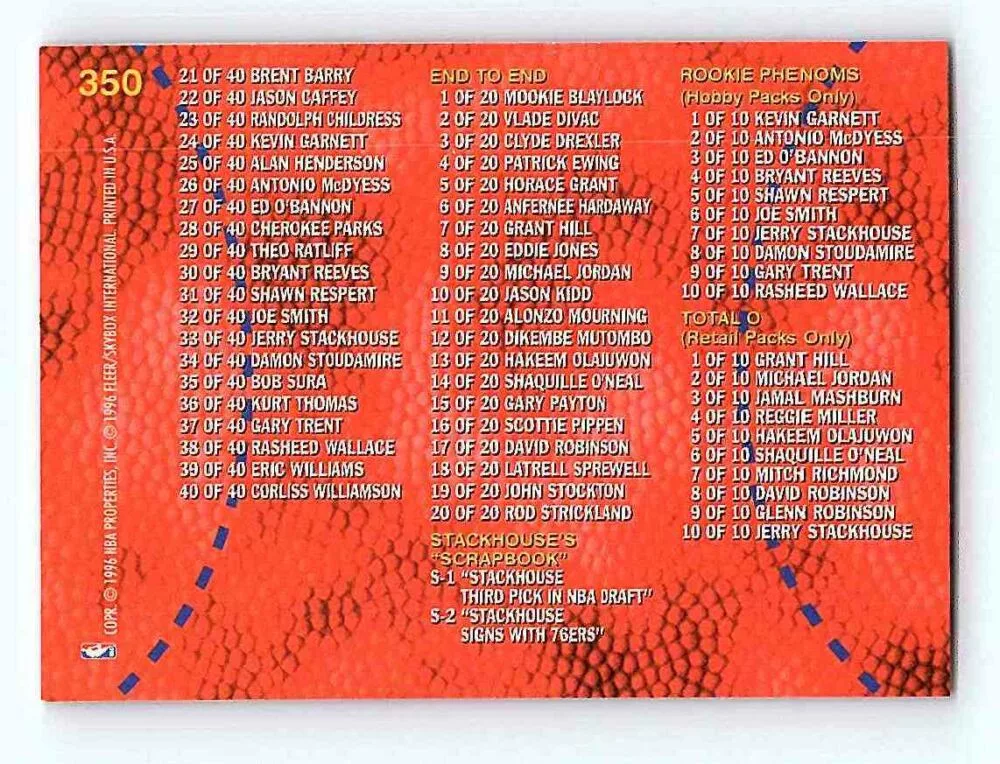 350
21 OF 40 BRENT BARRY
22 OF 40 JASON CAFFEY
23 OF 40 RANDOLPH CHILDRESS
24 OF 40 KEVIN GARNETT
25 OF 40 ALAN HENDERSON
26 OF 40 ANTONIO McDYESS
27 OF 40 ED O'BANNON
28 OF 40 CHEROKEE PARKS
29 OF 40 THEO RATLIFF
30 OF 40 BRYANT REEVES
31 OF 40 SHAWN RESPERT
32 OF 40 JOE SMITH
33 OF 40 JERRY STACKHOUSE
34 OF 40 DAMON STOUDAMIRE
35 OF 40 BOB SURA
36 OF 40 KURT THOMAS
37 OF 40 GARY TRENT
38 OF 40 RASHEED WALLACE
39 OF 40 ERIC WILLIAMS
40 OF 40 CORLISS WILLIAMSON
END TO END
1 OF 20 MOOKIE BLAYLOCK
2 OF 20 VLADE DIVAC
3 OF 20 CLYDE DREXLER
4 OF 20 PATRICK EWING
5 OF 20 HORACE GRANT
6 OF 20 ANFERNEE HARDAWAY
7 OF 20 GRANT HILL
8 OF 20 EDDIE JONES
9 OF 20 MICHAEL JORDAN
10 OF 20 JASON KIDD
11 OF 20 ALONZO MOURNING
12 OF 20 DIKEMBE MUTOMBO
13 OF 20 HAKEEM OLAJUWON
14 OF 20 SHAQUILLE O'NEAL
15 OF 20 GARY PAYTON
16 OF 20 SCOTTIE PIPPEN
17 OF 20 DAVID ROBINSON
18 OF 20 LATRELL SPREWELL
19 OF 20 JOHN STOCKTON
20 OF 20 ROD STRICKLAND
STACKHOUSE'S
"SCRAPBOOK"
S-1 "STACKHOUSE
THIRD PICK IN NBA DRAFT"
S-2 "STACKHOUSE
SIGNS WITH 76ERS"
ROOKIE PHENOMS
(Hobby Packs Only)
1 OF 10 KEVIN GARNETT
2 OF 10 ANTONIO McDYESS
3 OF 10 ED O'BANNON
4 OF 10 BRYANT REEVES
5 OF 10 SHAWN RESPERT
6 OF 10 JOE SMITH
7 OF 10 JERRY STACKHOUSE
8 OF 10 DAMON STOUDAMIRE
9 OF 10 GARY TRENT
10 OF 10 RASHEED WALLACE
TOTAL O
(Retail Packs Only)
1 OF 10 GRANT HILL
2 OF 10 MICHAEL JORDAN
3 OF 10 JAMAL MASHBURN
4 OF 10 REGGIE MILLER
5 OF 10 HAKEEM OLAJUWON
6 OF 10 SHAQUILLE O'NEAL
7 OF 10 MITCH RICHMOND
8 OF 10 DAVID ROBINSON
9 OF 10 GLENN ROBINSON
10 OF 10 JERRY STACKHOUSE
COPR. © 1996 NBA PROPERTIES, INC. © 1996 FLEER/SKYBOX INTERNATIONAL. PRINTED IN U.S.A.